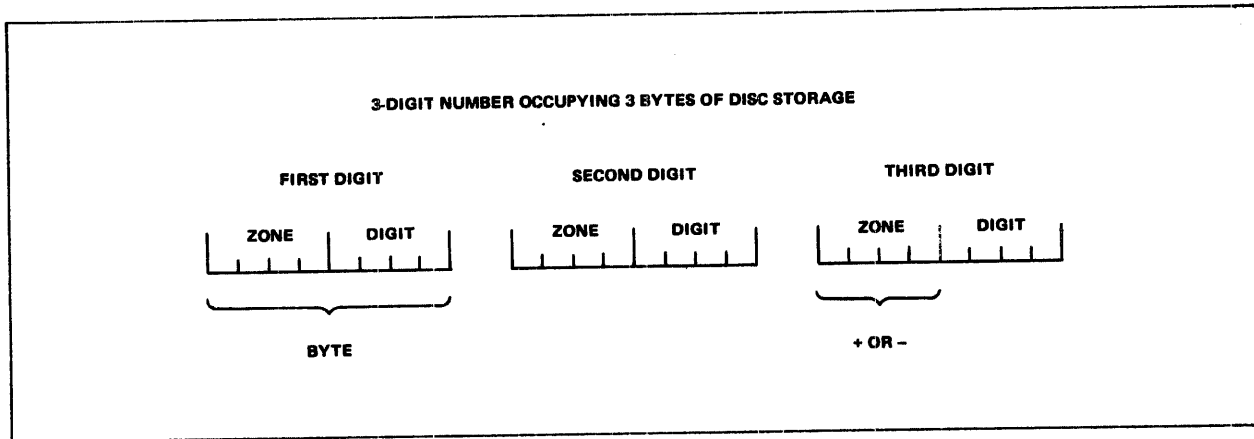 3-DIGIT NUMBER OCCUPYING 3 BYTES OF DISC STORAGE
FIRST DIGIT SECOND DIGIT THIRD DIGIT
ZONE DIGIT ZONE DIGIT ZONE DIGIT
BYTE + OR –